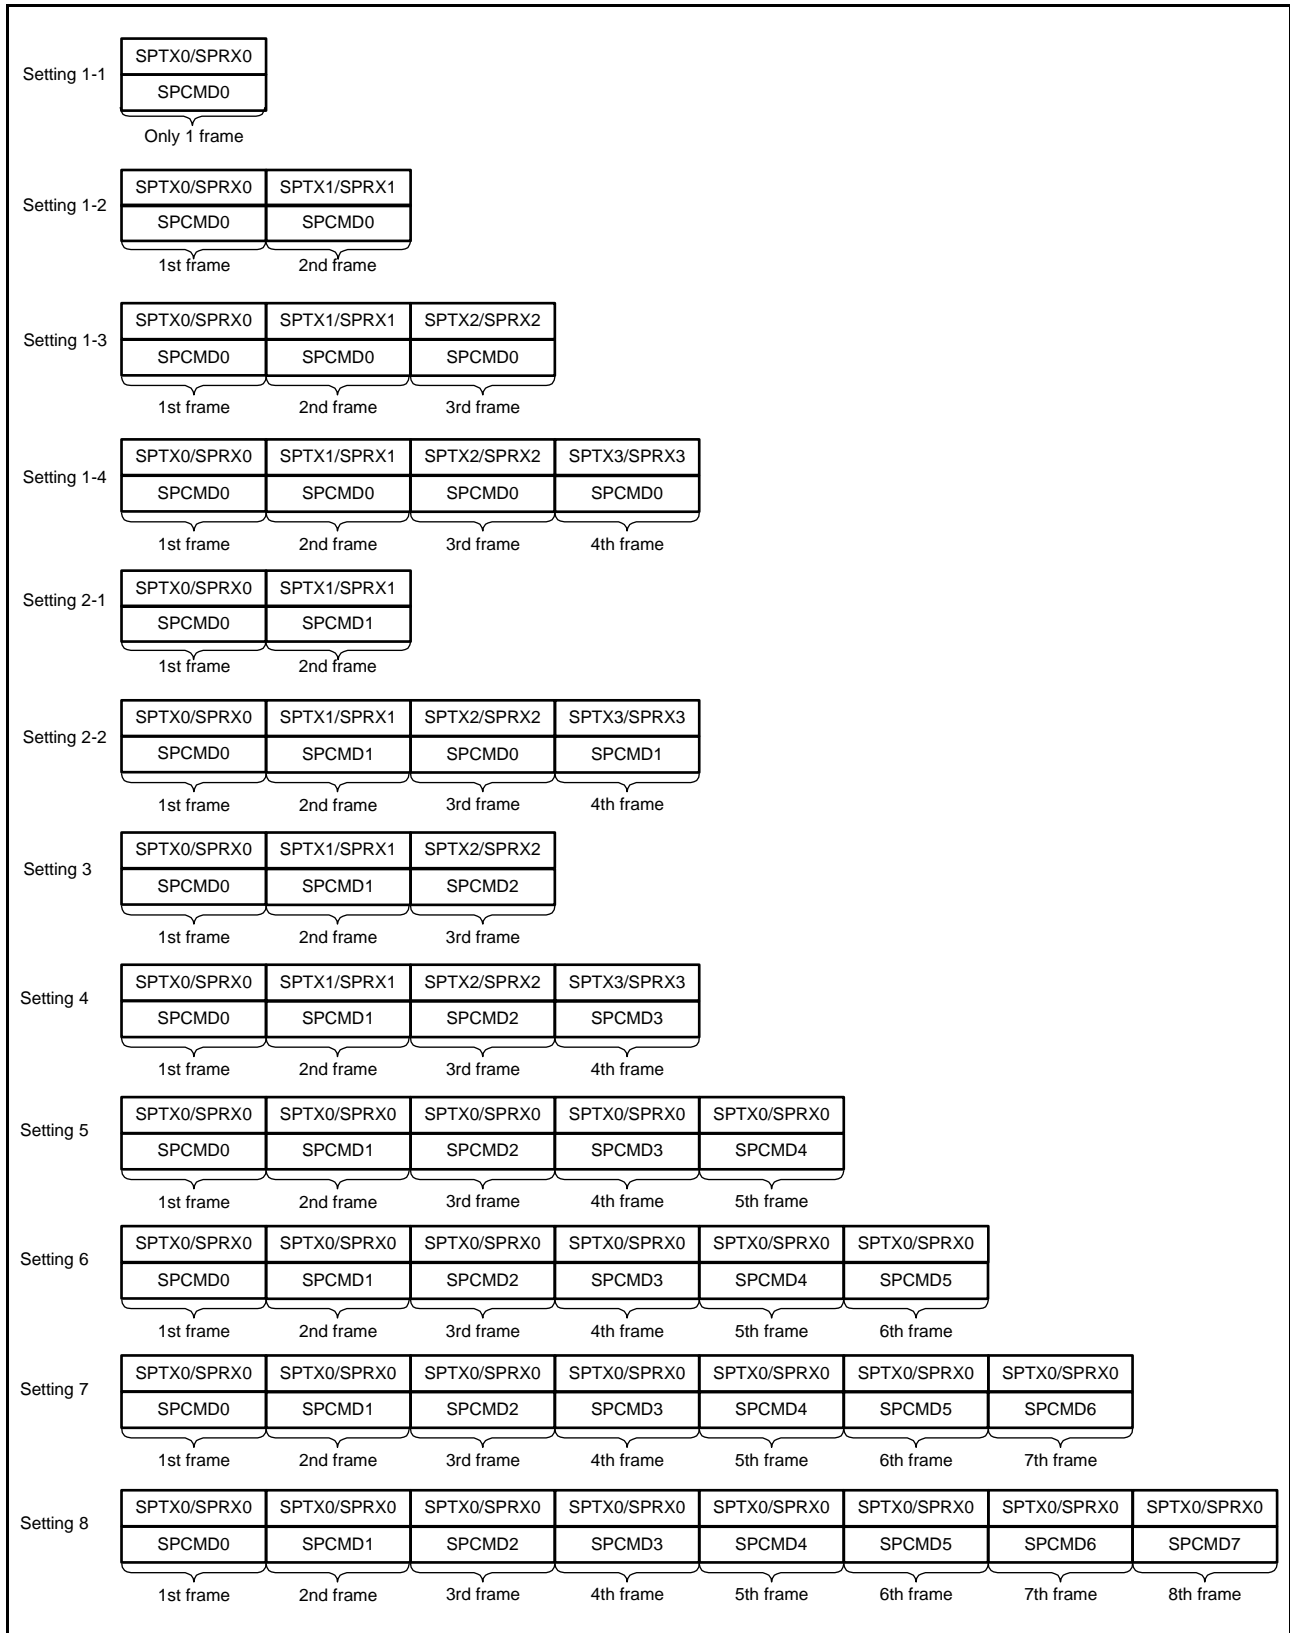 SPTX0/SPRX0
Setting 1-1
SPCMD0
Only 1 frame
SPTX0/SPRX0 SPTX1/SPRX1
Setting 1-2
SPCMD0 SPCMD0
1st frame 2nd frame
SPTX0/SPRX0 SPTX1/SPRX1 SPTX2/SPRX2
Setting 1-3
SPCMD0 SPCMD0 SPCMD0
1st frame 2nd frame 3rd frame
SPTX0/SPRX0 SPTX1/SPRX1 SPTX2/SPRX2 SPTX3/SPRX3
Setting 1-4
SPCMD0 SPCMD0 SPCMD0 SPCMD0
1st frame 2nd frame 3rd frame 4th frame
SPTX0/SPRX0 SPTX1/SPRX1
Setting 2-1
SPCMD0 SPCMD1
1st frame 2nd frame
SPTX0/SPRX0 SPTX1/SPRX1 SPTX2/SPRX2 SPTX3/SPRX3
Setting 2-2
SPCMD0 SPCMD1 SPCMD0 SPCMD1
1st frame 2nd frame 3rd frame 4th frame
SPTX0/SPRX0 SPTX1/SPRX1 SPTX2/SPRX2
Setting 3
SPCMD0 SPCMD1 SPCMD2
1st frame 2nd frame 3rd frame
SPTX0/SPRX0 SPTX1/SPRX1 SPTX2/SPRX2 SPTX3/SPRX3
Setting 4
SPCMD0 SPCMD1 SPCMD2 SPCMD3
1st frame 2nd frame 3rd frame 4th frame
SPTX0/SPRX0 SPTX0/SPRX0 SPTX0/SPRX0 SPTX0/SPRX0 SPTX0/SPRX0
Setting 5
SPCMD0 SPCMD1 SPCMD2 SPCMD3 SPCMD4
1st frame 2nd frame 3rd frame 4th frame 5th frame
SPTX0/SPRX0 SPTX0/SPRX0 SPTX0/SPRX0 SPTX0/SPRX0 SPTX0/SPRX0 SPTX0/SPRX0
Setting 6
SPCMD0 SPCMD1 SPCMD2 SPCMD3 SPCMD4 SPCMD5
1st frame 2nd frame 3rd frame 4th frame 5th frame 6th frame
SPTX0/SPRX0 SPTX0/SPRX0 SPTX0/SPRX0 SPTX0/SPRX0 SPTX0/SPRX0 SPTX0/SPRX0 SPTX0/SPRX0
Setting 7
SPCMD0 SPCMD1 SPCMD2 SPCMD3 SPCMD4 SPCMD5 SPCMD6
1st frame 2nd frame 3rd frame 4th frame 5th frame 6th frame 7th frame
SPTX0/SPRX0 SPTX0/SPRX0 SPTX0/SPRX0 SPTX0/SPRX0 SPTX0/SPRX0 SPTX0/SPRX0 SPTX0/SPRX0 SPTX0/SPRX0
Setting 8
SPCMD0 SPCMD1 SPCMD2 SPCMD3 SPCMD4 SPCMD5 SPCMD6 SPCMD7
1st frame 2nd frame 3rd frame 4th frame 5th frame 6th frame 7th frame 8th frame